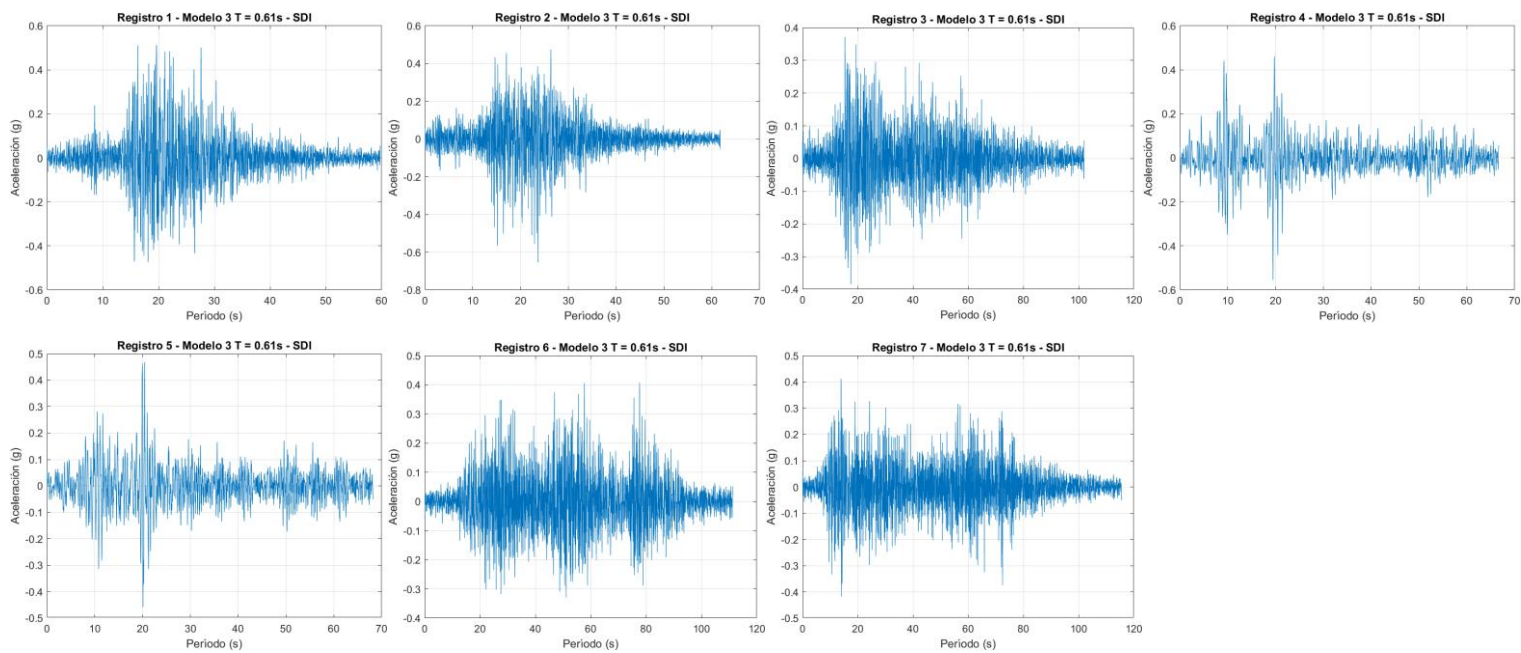 Registro 1 - Modelo 3 T = 0.61s - SDI
0.6
0.4
0.2
0
-0.2
-0.4
-0.6
Aceleración (g)
0 10 20 30 40 50 60
Periodo (s)
Registro 2 - Modelo 3 T = 0.61s - SDI
0.6
0.4
0.2
0
-0.2
-0.4
-0.6
-0.8
Aceleración (g)
0 10 20 30 40 50 60 70
Periodo (s)
Registro 3 - Modelo 3 T = 0.61s - SDI
0.4
0.3
0.2
0.1
0
-0.1
-0.2
-0.3
-0.4
Aceleración (g)
0 20 40 60 80 100 120
Periodo (s)
Registro 4 - Modelo 3 T = 0.61s - SDI
0.6
0.4
0.2
0
-0.2
-0.4
-0.6
Aceleración (g)
0 10 20 30 40 50 60 70
Periodo (s)
Registro 5 - Modelo 3 T = 0.61s - SDI
0.5
0.4
0.3
0.2
0.1
0
-0.1
-0.2
-0.3
-0.4
-0.5
Aceleración (g)
0 10 20 30 40 50 60 70
Periodo (s)
Registro 6 - Modelo 3 T = 0.61s - SDI
0.5
0.4
0.3
0.2
0.1
0
-0.1
-0.2
-0.3
-0.4
Aceleración (g)
0 20 40 60 80 100 120
Periodo (s)
Registro 7 - Modelo 3 T = 0.61s - SDI
0.5
0.4
0.3
0.2
0.1
0
-0.1
-0.2
-0.3
-0.4
-0.5
Aceleración (g)
0 20 40 60 80 100 120
Periodo (s)